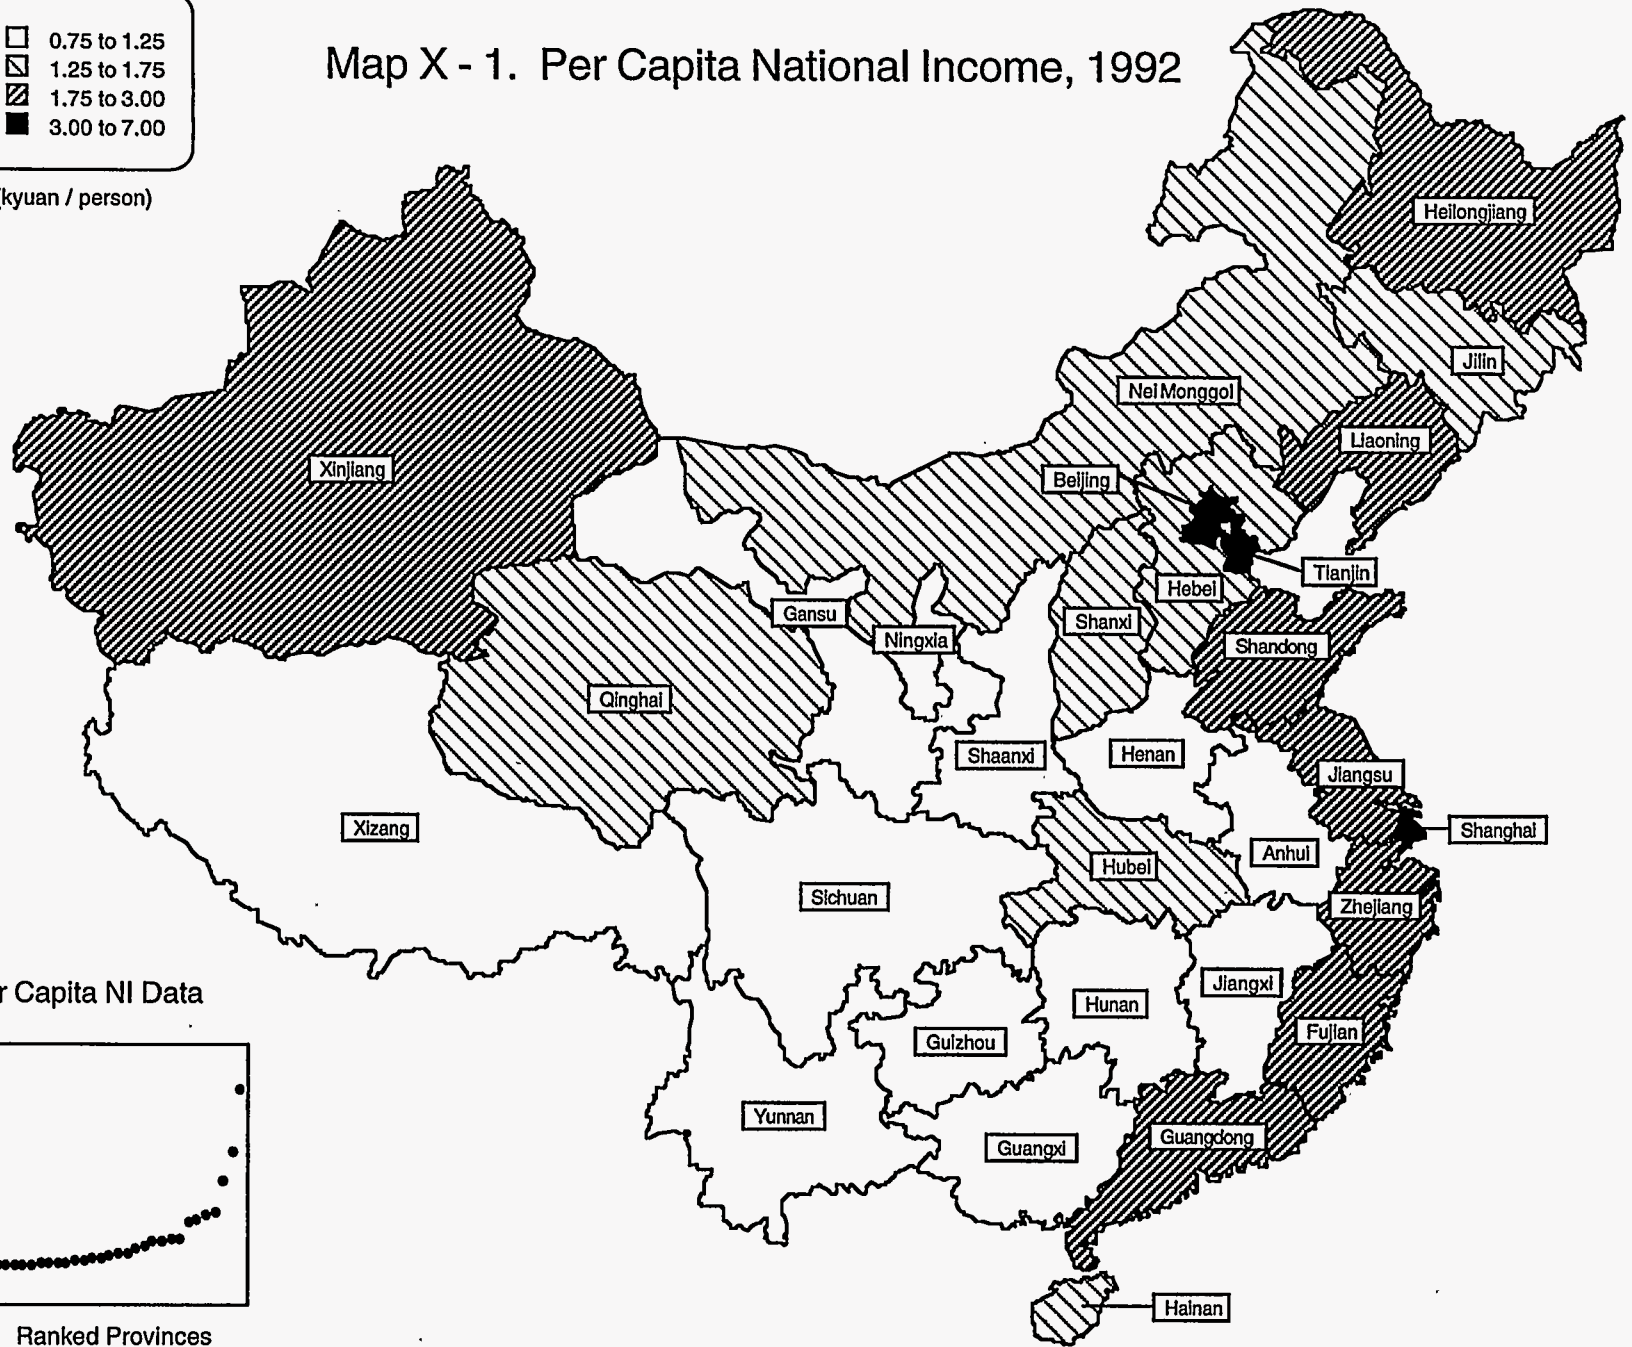 0.75 to 1.25
1.25 to 1.75
1.75 to 3.00
3.00 to 7.00
(kyuan / person)
Map X - 1. Per Capita National Income, 1992
Heilongjiang
Jilin
Nei Monggol
Liaoning
Xinjiang
Beijing
Tianjin
Hebei
Gansu
Shanxi
Ningxia
Shandong
Qinghai
Shaanxi
Henan
Jiangsu
Xizang
Shanghai
Anhui
Hubei
Sichuan
Zhejiang
Jiangxi
r Capita NI Data
Hunan
Fujian
Guizhou
Yunnan
Guangdong
Guangxi
Hainan
Ranked Provinces